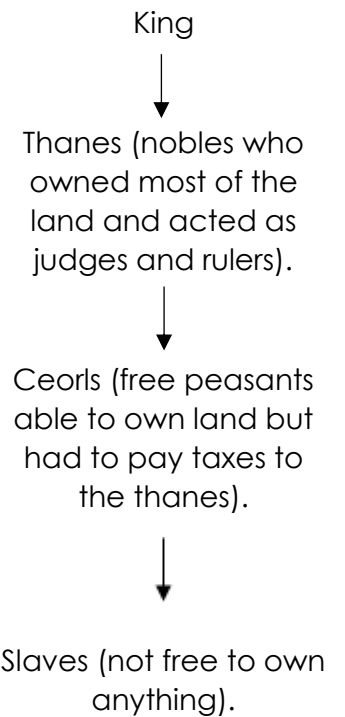 King
Thanes (nobles who
owned most of the
land and acted as
judges and rulers).
Ceorls (free peasants
able to own land but
had to pay taxes to
the thanes).
Slaves (not free to own
anything).